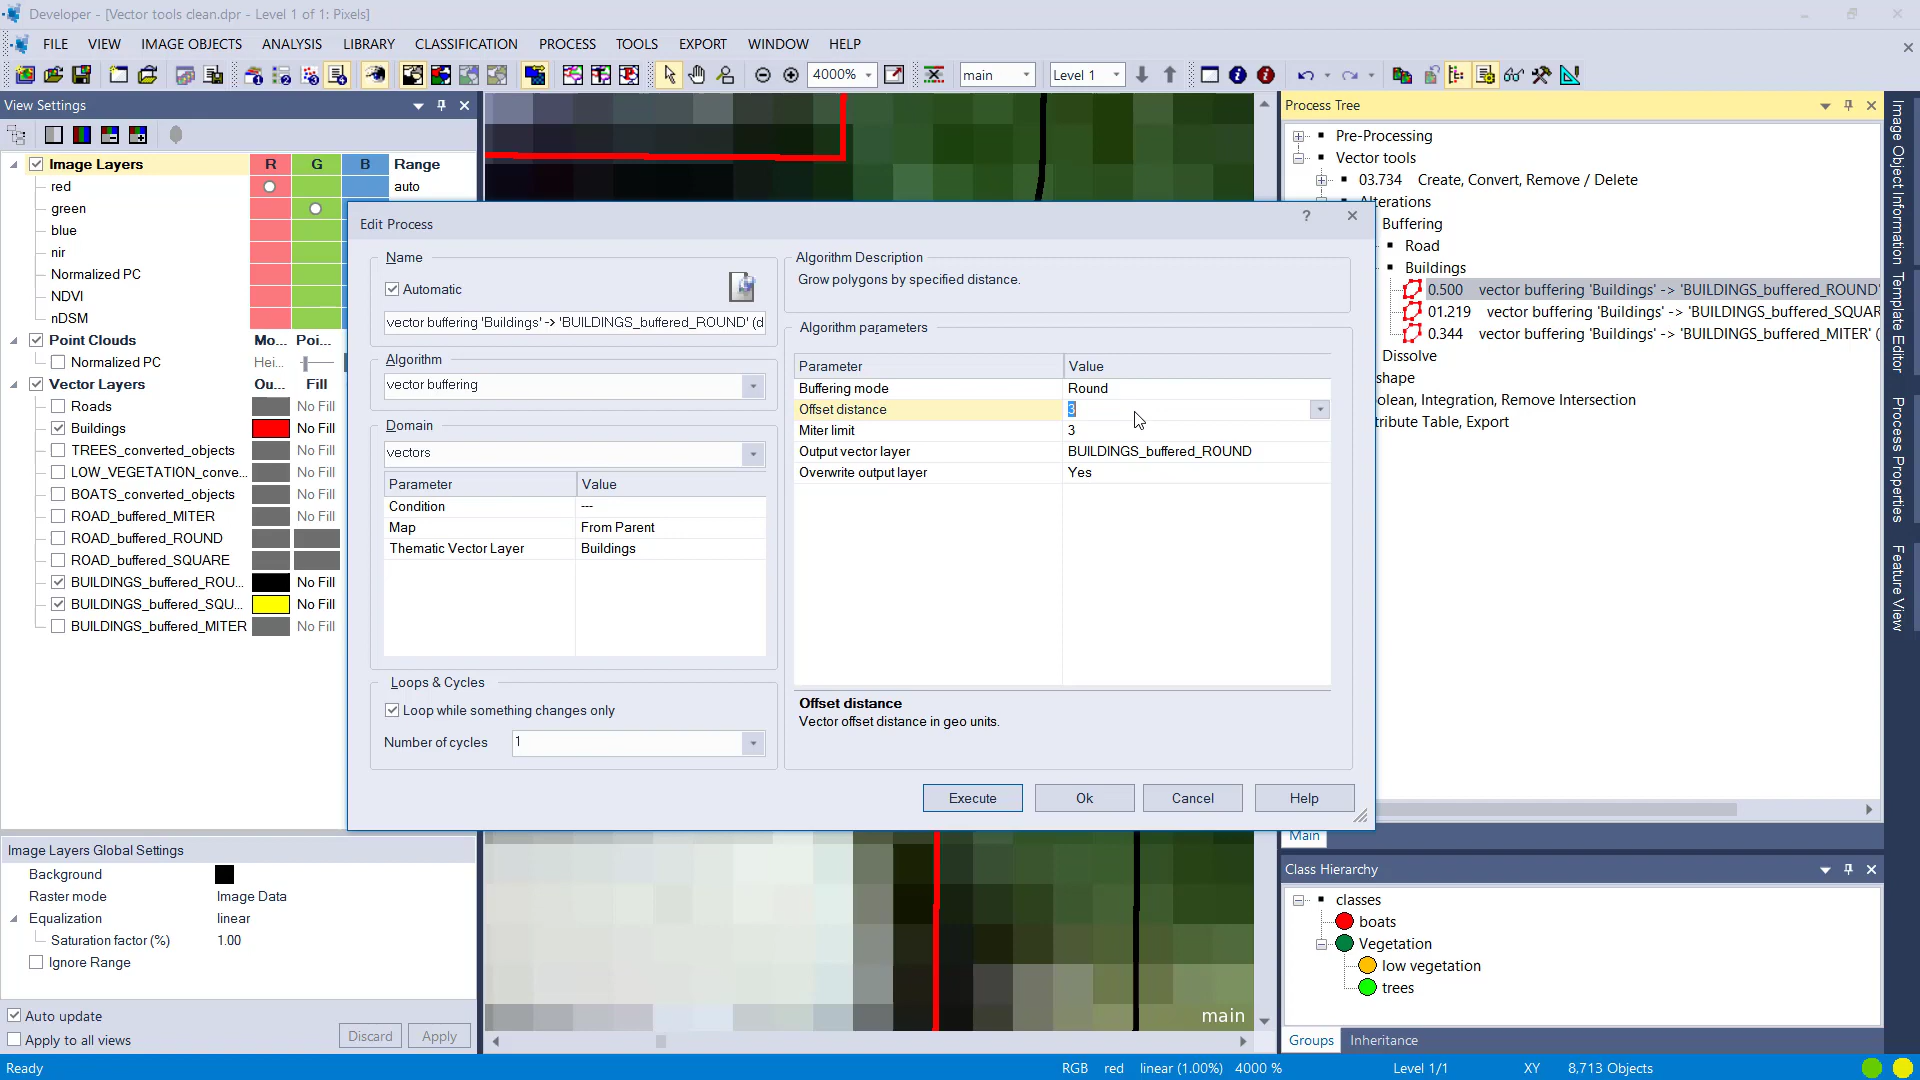 Developer - [Vector tools clean.dpr - Level 1 of 1: Pixels]
FILE VIEW IMAGE OBJECTS ANALYSIS LIBRARY CLASSIFICATION PROCESS TOOLS EXPORT WINDOW HELP
4000% main Level 1
View Settings
Image Layers R G B Range
red auto
green
blue
nir
Normalized PC
NDVI
nDSM
Point Clouds Mo... Poi...
Normalized PC Hei...
Vector Layers Ou... Fill
Roads No Fill
Buildings No Fill
TREES_converted_objects No Fill
LOW_VEGETATION_conve... No Fill
BOATS_converted_objects No Fill
ROAD_buffered_MITER No Fill
ROAD_buffered_ROUND
ROAD_buffered_SQUARE
BUILDINGS_buffered_ROU... No Fill
BUILDINGS_buffered_SQU... No Fill
BUILDINGS_buffered_MITER No Fill
Image Layers Global Settings
Background
Raster mode Image Data
Equalization linear
Saturation factor (%) 1.00
Ignore Range
Auto update
Apply to all views
Discard Apply
Edit Process
Name
Automatic
vector buffering 'Buildings' -> 'BUILDINGS_buffered_ROUND' (d
Algorithm
vector buffering
Domain
vectors
Parameter Value
Condition ---
Map From Parent
Thematic Vector Layer Buildings
Loops & Cycles
Loop while something changes only
Number of cycles 1
Algorithm Description
Grow polygons by specified distance.
Algorithm parameters
Parameter Value
Buffering mode Round
Offset distance 3
Miter limit 3
Output vector layer BUILDINGS_buffered_ROUND
Overwrite output layer Yes
Offset distance
Vector offset distance in geo units.
Execute Ok Cancel Help
main
Process Tree
Pre-Processing
Vector tools
03.734 Create, Convert, Remove / Delete
Alterations
Buffering
Road
Buildings
0.500 vector buffering 'Buildings' -> 'BUILDINGS_buffered_ROUND'
01.219 vector buffering 'Buildings' -> 'BUILDINGS_buffered_SQUAR
0.344 vector buffering 'Buildings' -> 'BUILDINGS_buffered_MITER' (
Dissolve
shape
olean, Integration, Remove Intersection
tribute Table, Export
Main
Class Hierarchy
classes
boats
Vegetation
low vegetation
trees
Groups Inheritance
Image Object Information
Template Editor
Process Properties
Feature View
Ready RGB red linear (1.00%) 4000 % Level 1/1 XY 8,713 Objects